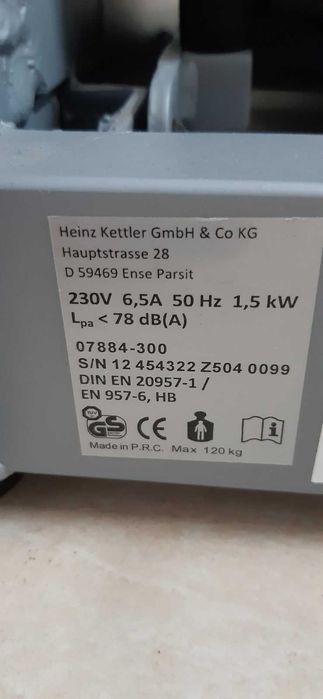 Heinz Kettler GmbH & Co KG
Hauptstrasse 28
D 59469 Ense Parsit
230V 6,5A 50 Hz 1,5 kW
Lpa < 78 dB(A)
07884-300
S/N 12 454322 Z504 0099
DIN EN 20957-1 /
EN 957-6, HB
TÜV GS CE i
Made in P.R.C. Max 120 kg